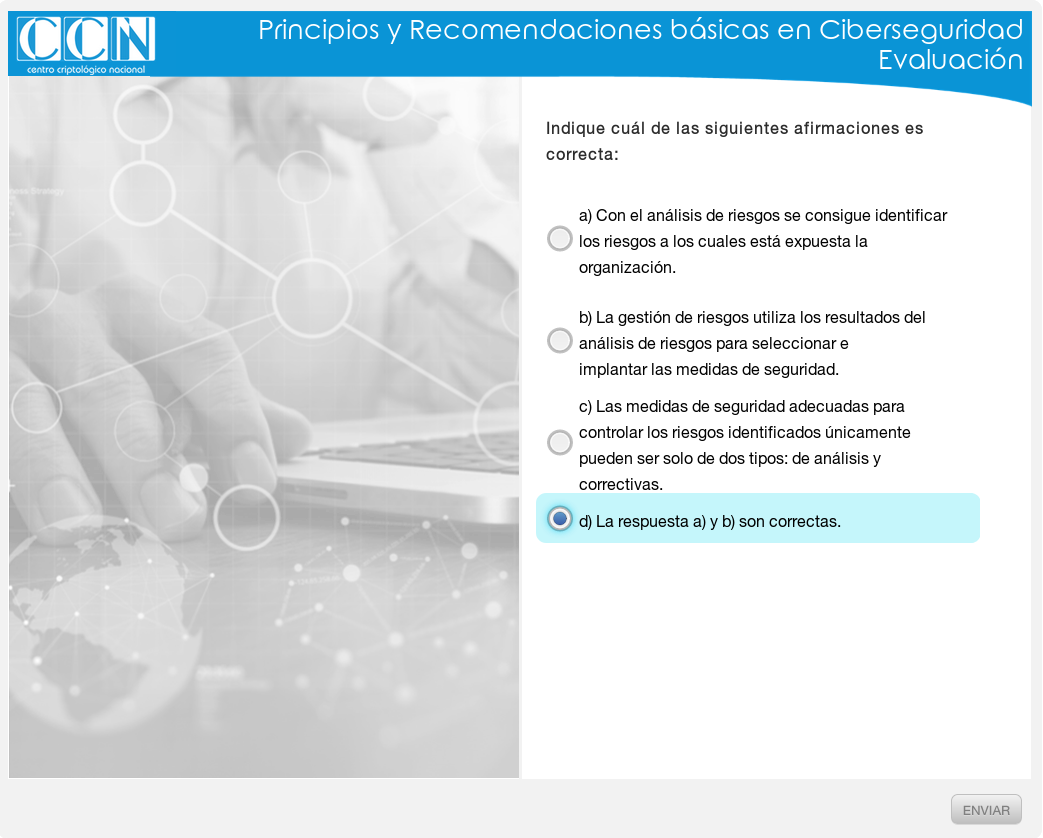 CCN
centro criptológico nacional
Principios y Recomendaciones básicas en Ciberseguridad
Evaluación
Indique cuál de las siguientes afirmaciones es
correcta:
a) Con el análisis de riesgos se consigue identificar
los riesgos a los cuales está expuesta la
organización.
b) La gestión de riesgos utiliza los resultados del
análisis de riesgos para seleccionar e
implantar las medidas de seguridad.
c) Las medidas de seguridad adecuadas para
controlar los riesgos identificados únicamente
pueden ser solo de dos tipos: de análisis y
correctivas.
d) La respuesta a) y b) son correctas.
ENVIAR